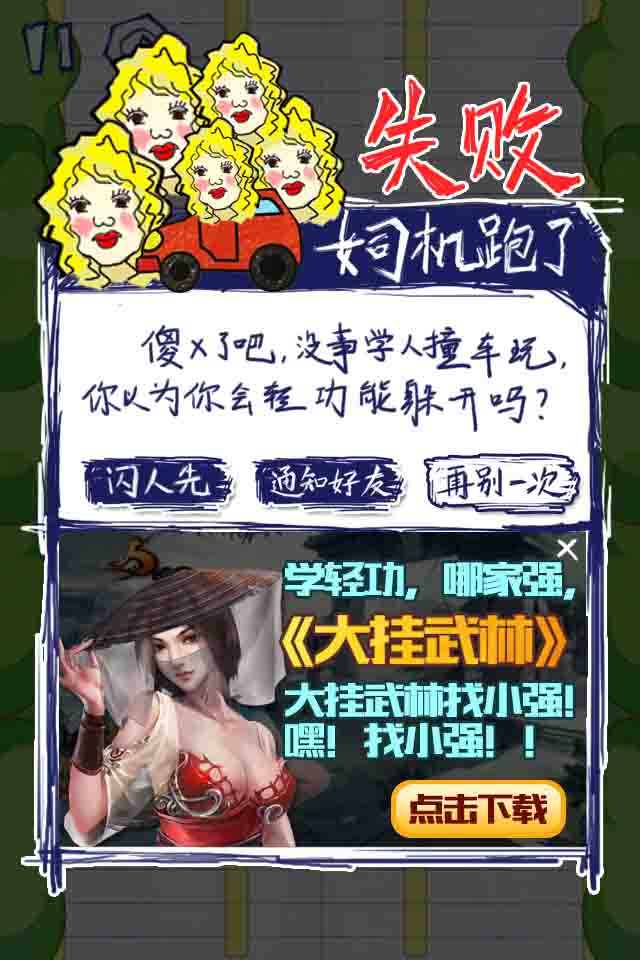 失败
司机跑了
傻x了吧,没事学人撞车玩,
你以为你会轻功能躲开吗?
闪人先
通知好友
再别一次
学轻功，哪家强，
《大挂武林》
大挂武林找小强！
嘿！找小强！！
点击下载